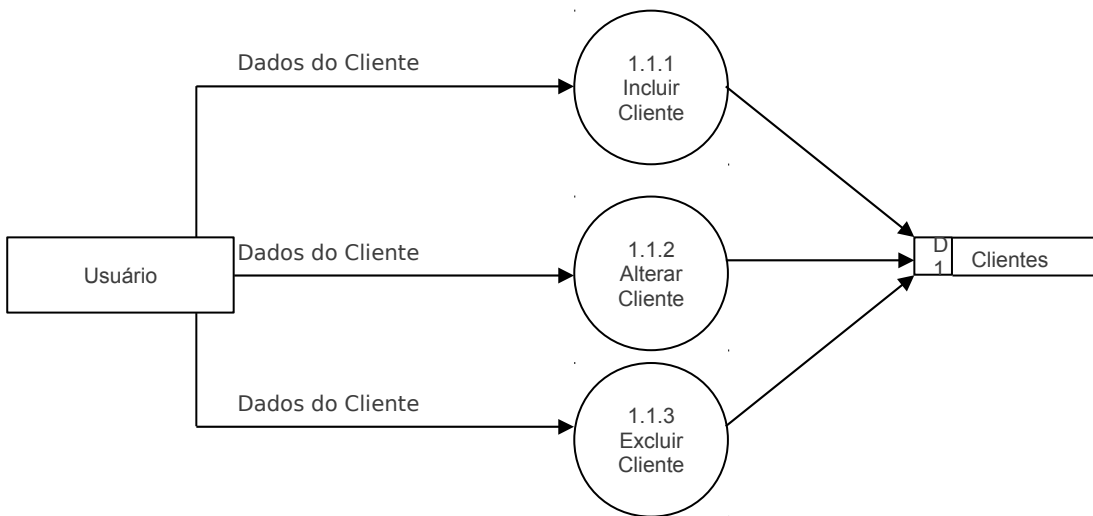 Dados do Cliente
1.1.1
Incluir
Cliente
Usuário
Dados do Cliente
1.1.2
Alterar
Cliente
D
1
Clientes
Dados do Cliente
1.1.3
Excluir
Cliente